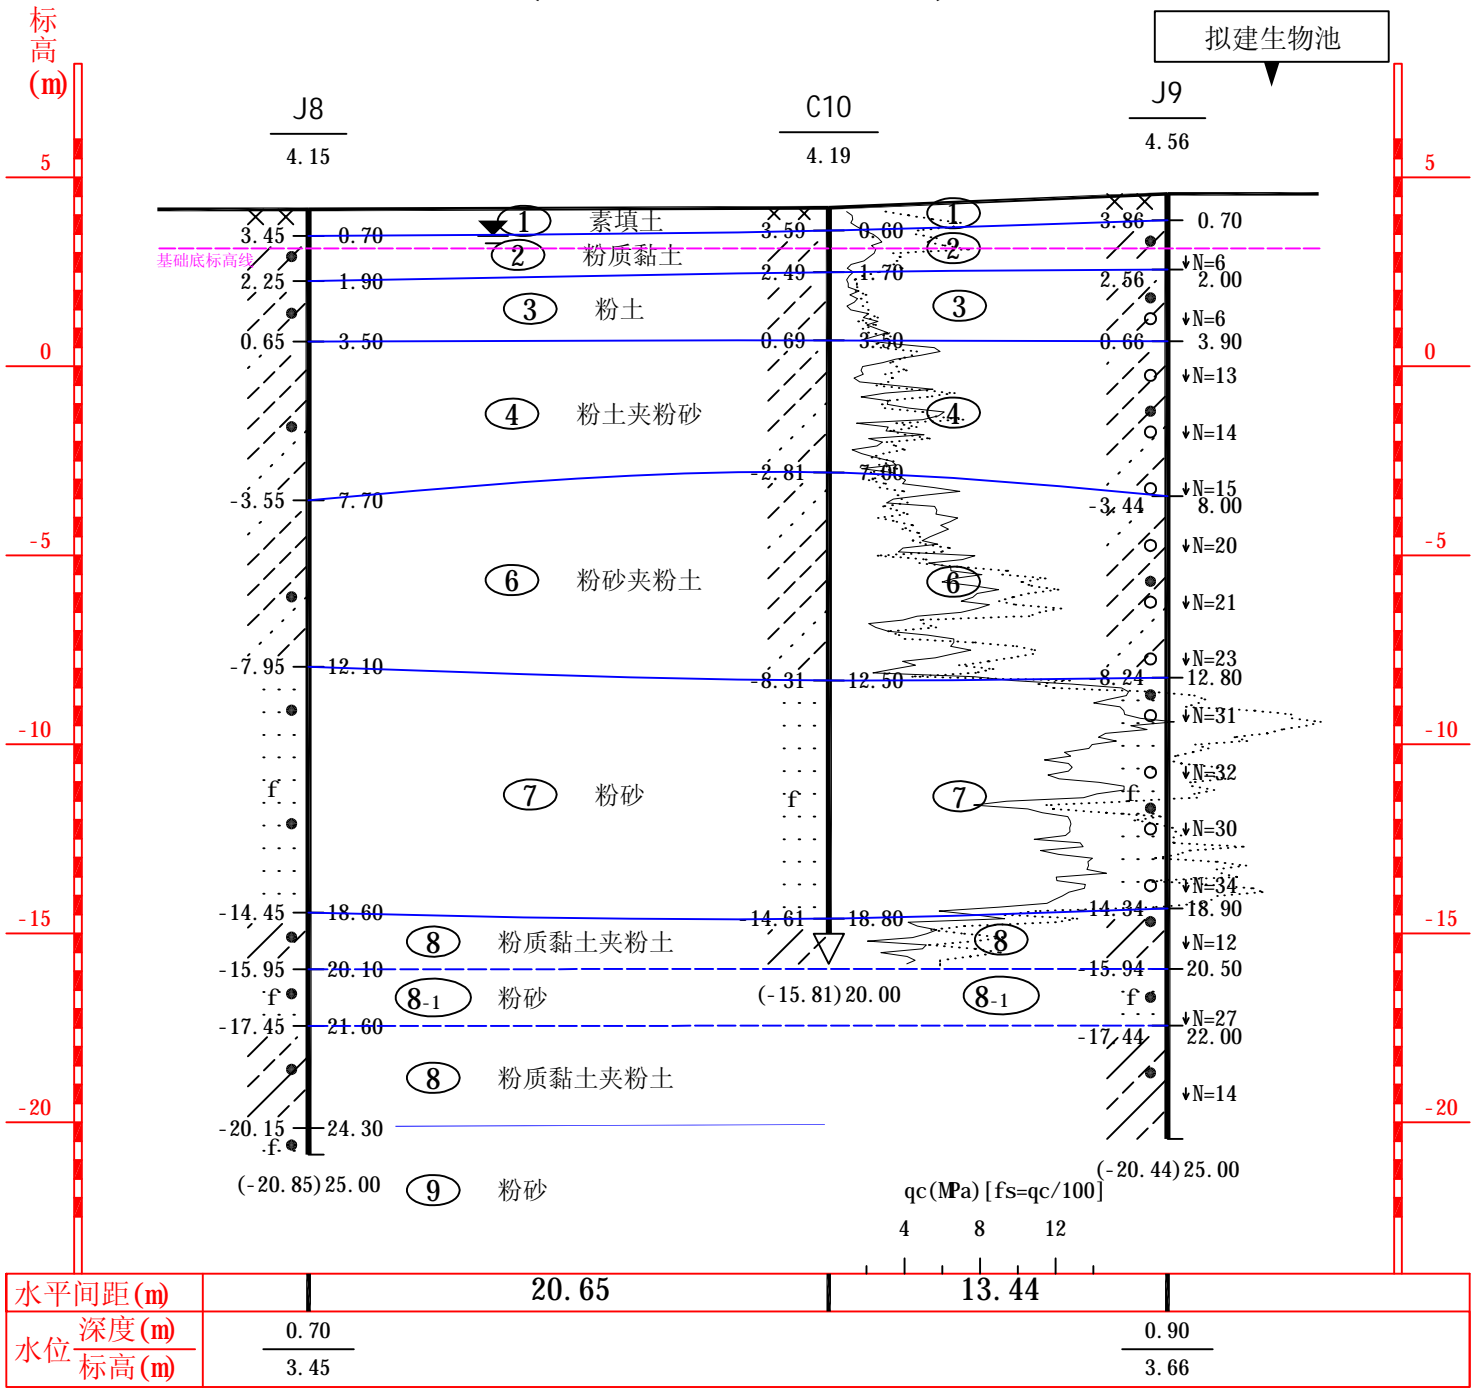 标高(m)
拟建生物池
J8
4.15
C10
4.19
J9
4.56
5
5
① 素填土
①
3.45 0.70
3.59 0.60
3.86 0.70
基础底标高线
② 粉质黏土
②
N=6
2.25 1.90
2.49 1.70
2.56 2.00
③ 粉土
③
N=6
0.65 3.50
0.69 3.50
0.66 3.90
0
0
N=13
④ 粉土夹粉砂
④
N=14
-2.81 7.00
N=15
-3.55 7.70
-3.44 8.00
-5
-5
N=20
⑥ 粉砂夹粉土
⑥
N=21
N=23
-7.95 12.10
-8.31 12.50
-8.24 12.80
N=31
-10
-10
N=32
f
f
f
⑦ 粉砂
⑦
N=30
N=34
-14.45 18.60
-14.61 18.80
-14.34 18.90
-15
-15
⑧ 粉质黏土夹粉土
⑧
N=12
-15.95 20.10
-15.94 20.50
f
8-1 粉砂
(-15.81)20.00
8-1
f
N=27
-17.45 21.60
-17.44 22.00
⑧ 粉质黏土夹粉土
N=14
-20
-20
-20.15 24.30
f
(-20.85)25.00
⑨ 粉砂
(-20.44)25.00
qc(MPa)[fs=qc/100]
4 8 12
水平间距(m) 20.65 13.44
水位 深度(m) 0.70 0.90
标高(m) 3.45 3.66